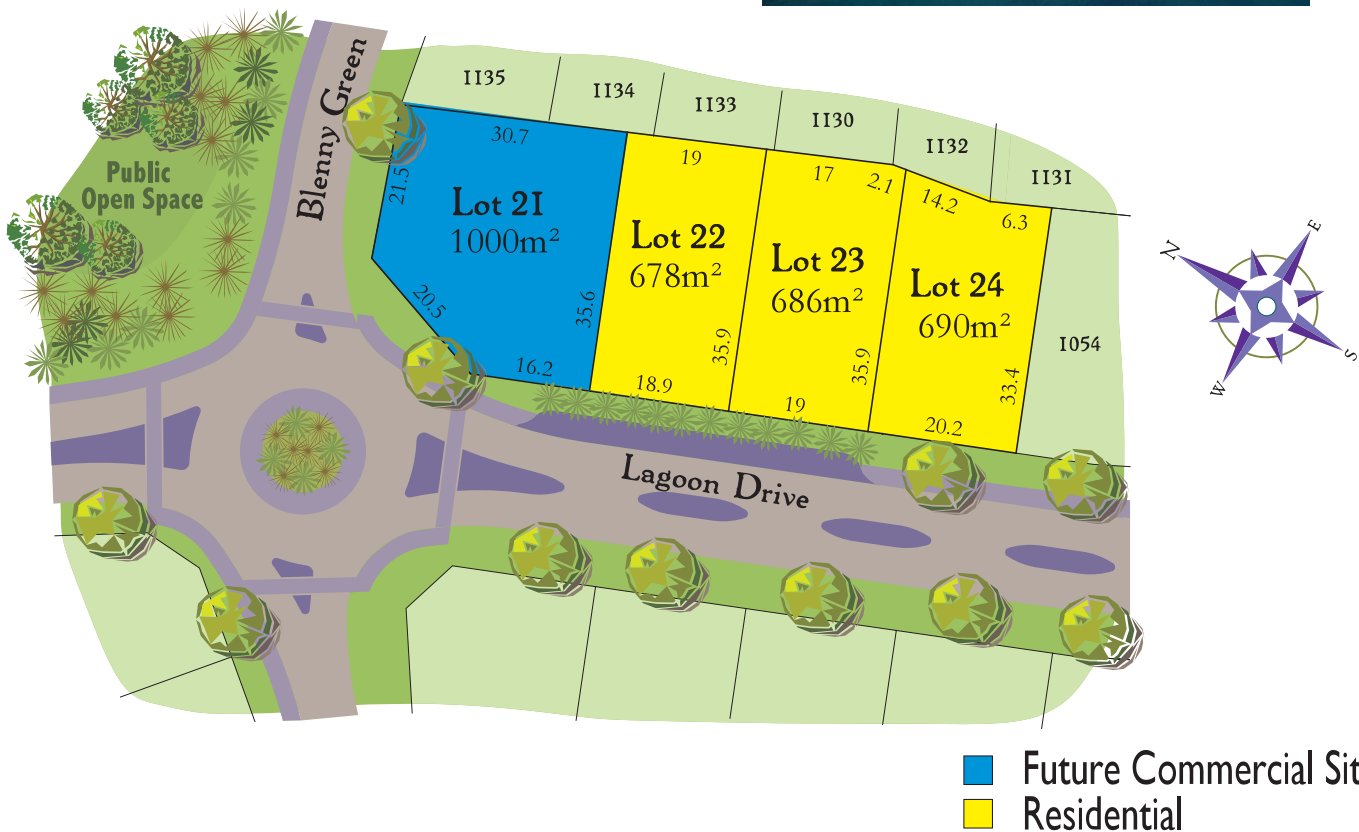 Public
Open Space
Blenny Green
1135
1134
1133
1130
1132
1131
1054
30.7
21.5
Lot 21
1000m²
20.5
16.2
35.6
19
Lot 22
678m²
35.9
18.9
17
2.1
Lot 23
686m²
35.9
19
14.2
6.3
Lot 24
690m²
33.4
20.2
Lagoon Drive
N
E
S
W
Future Commercial Sit
Residential